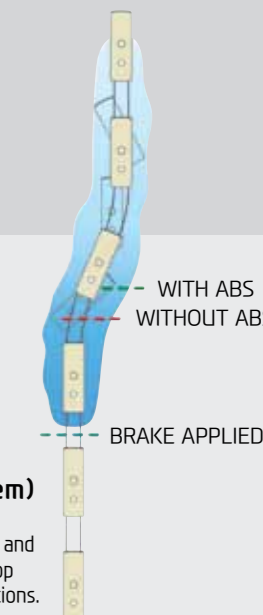 WITH ABS
WITHOUT AB
BRAKE APPLIED
em)
and
op
tions.